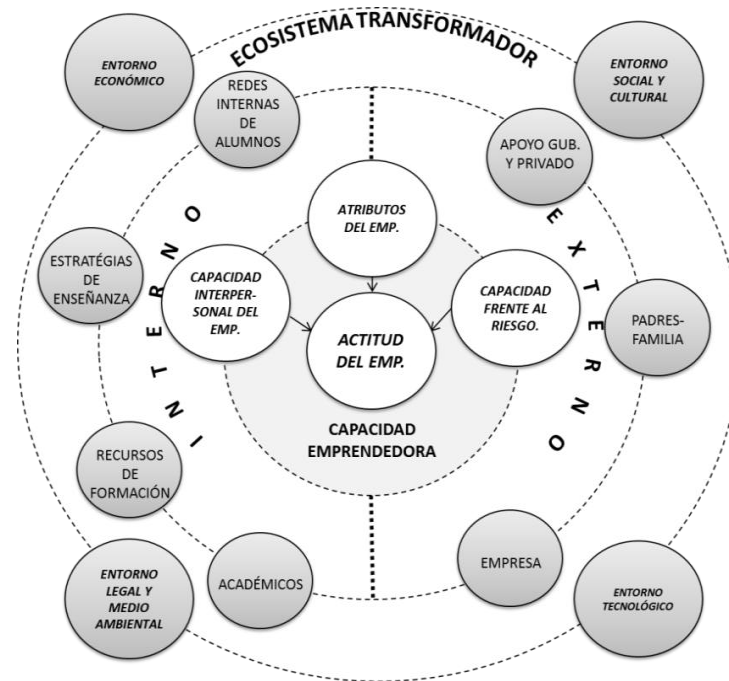 ECOSISTEMA TRANSFORMADOR
ENTORNO
ECONÓMICO
ENTORNO
SOCIAL Y
CULTURAL
REDES
INTERNAS
DE
ALUMNOS
APOYO GUB.
Y PRIVADO
ATRIBUTOS
DEL EMP.
INTERNO
EXTERNO
ESTRATÉGIAS
DE
ENSEÑANZA
CAPACIDAD
INTERPER-
SONAL DEL
EMP.
CAPACIDAD
FRENTE AL
RIESGO.
ACTITUD
DEL EMP.
PADRES-
FAMILIA
CAPACIDAD
EMPRENDEDORA
RECURSOS
DE
FORMACIÓN
ACADÉMICOS
EMPRESA
ENTORNO
LEGAL Y
MEDIO
AMBIENTAL
ENTORNO
TECNOLÓGICO